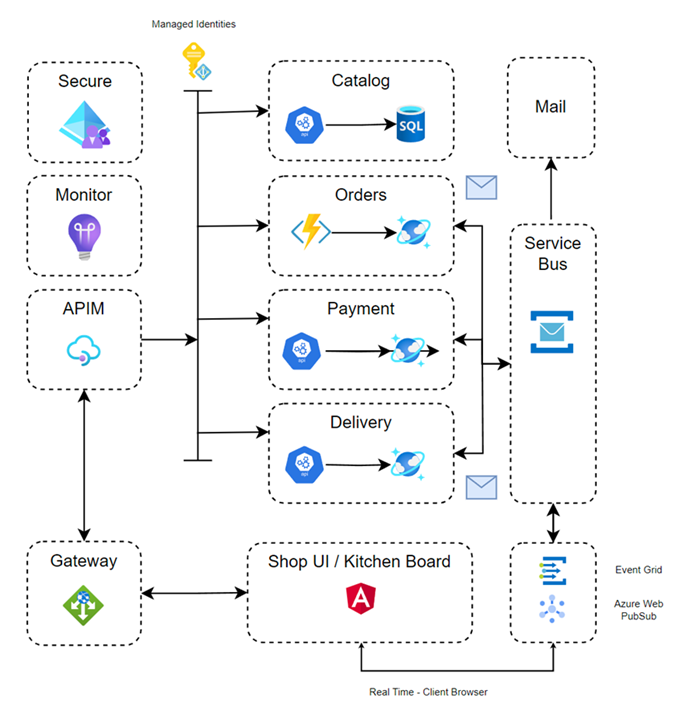 Managed Identities
Secure
Catalog
SQL
Mail
Monitor
Orders
Service
Bus
APIM
Payment
Delivery
Gateway
Shop UI / Kitchen Board
A
Event Grid
Azure Web
PubSub
Real Time - Client Browser